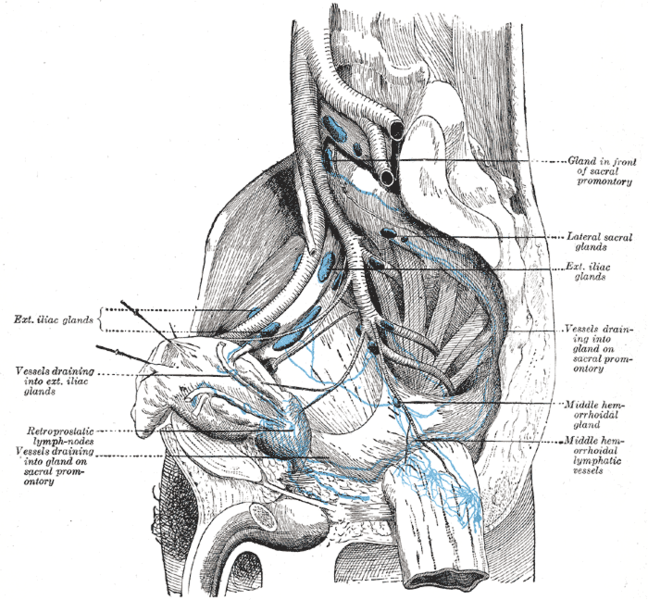 Gland in front
of sacral
promontory
Lateral sacral
glands
Ext. iliac
glands
Ext. iliac glands
Vessels drain-
ing into
gland on
sacral prom-
ontory
Vessels draining
into ext. iliac
glands
Middle hem-
orrhoidal
gland
Retroprostatic
lymph-nodes
Middle hem-
orrhoidal
lymphatic
vessels
Vessels draining
into gland on
sacral prom-
ontory